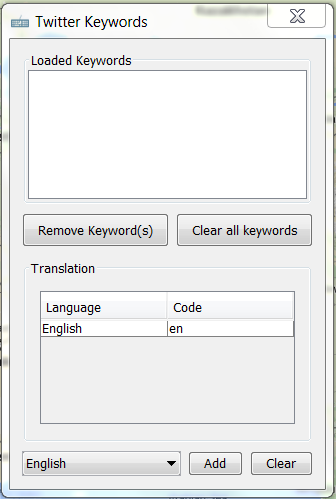 Twitter Keywords
Loaded Keywords
Remove Keyword(s) Clear all keywords
Translation
Language Code
English en
English Add Clear